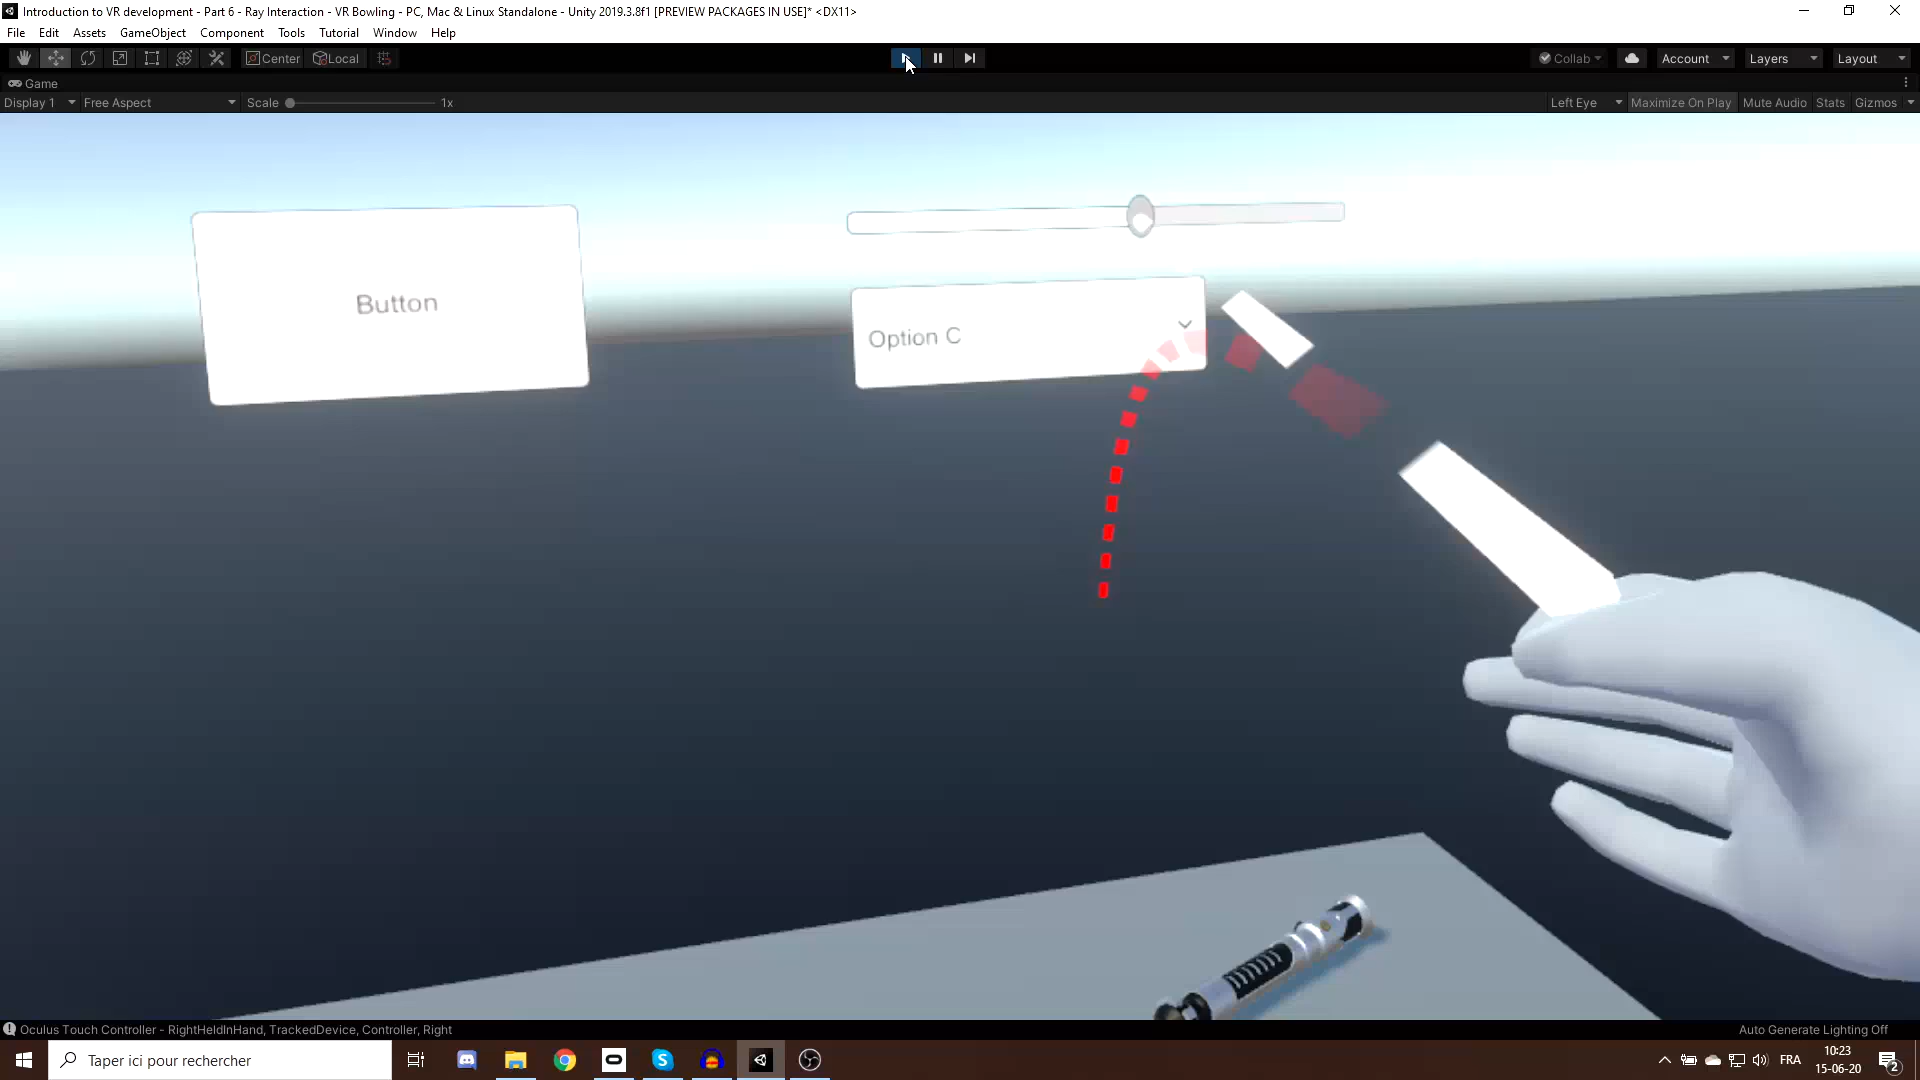 Introduction to VR development - Part 6 - Ray Interaction - VR Bowling - PC, Mac & Linux Standalone - Unity 2019.3.8f1 [PREVIEW PACKAGES IN USE]* <DX11>
File Edit Assets GameObject Component Tools Tutorial Window Help
Center Local Collab Account Layers Layout
Game
Display 1 Free Aspect Scale 1x Left Eye Maximize On Play Mute Audio Stats Gizmos
Button
Option C
Oculus Touch Controller - RightHeldInHand, TrackedDevice, Controller, Right Auto Generate Lighting Off
Taper ici pour rechercher
FRA
10:23
15-06-20
2